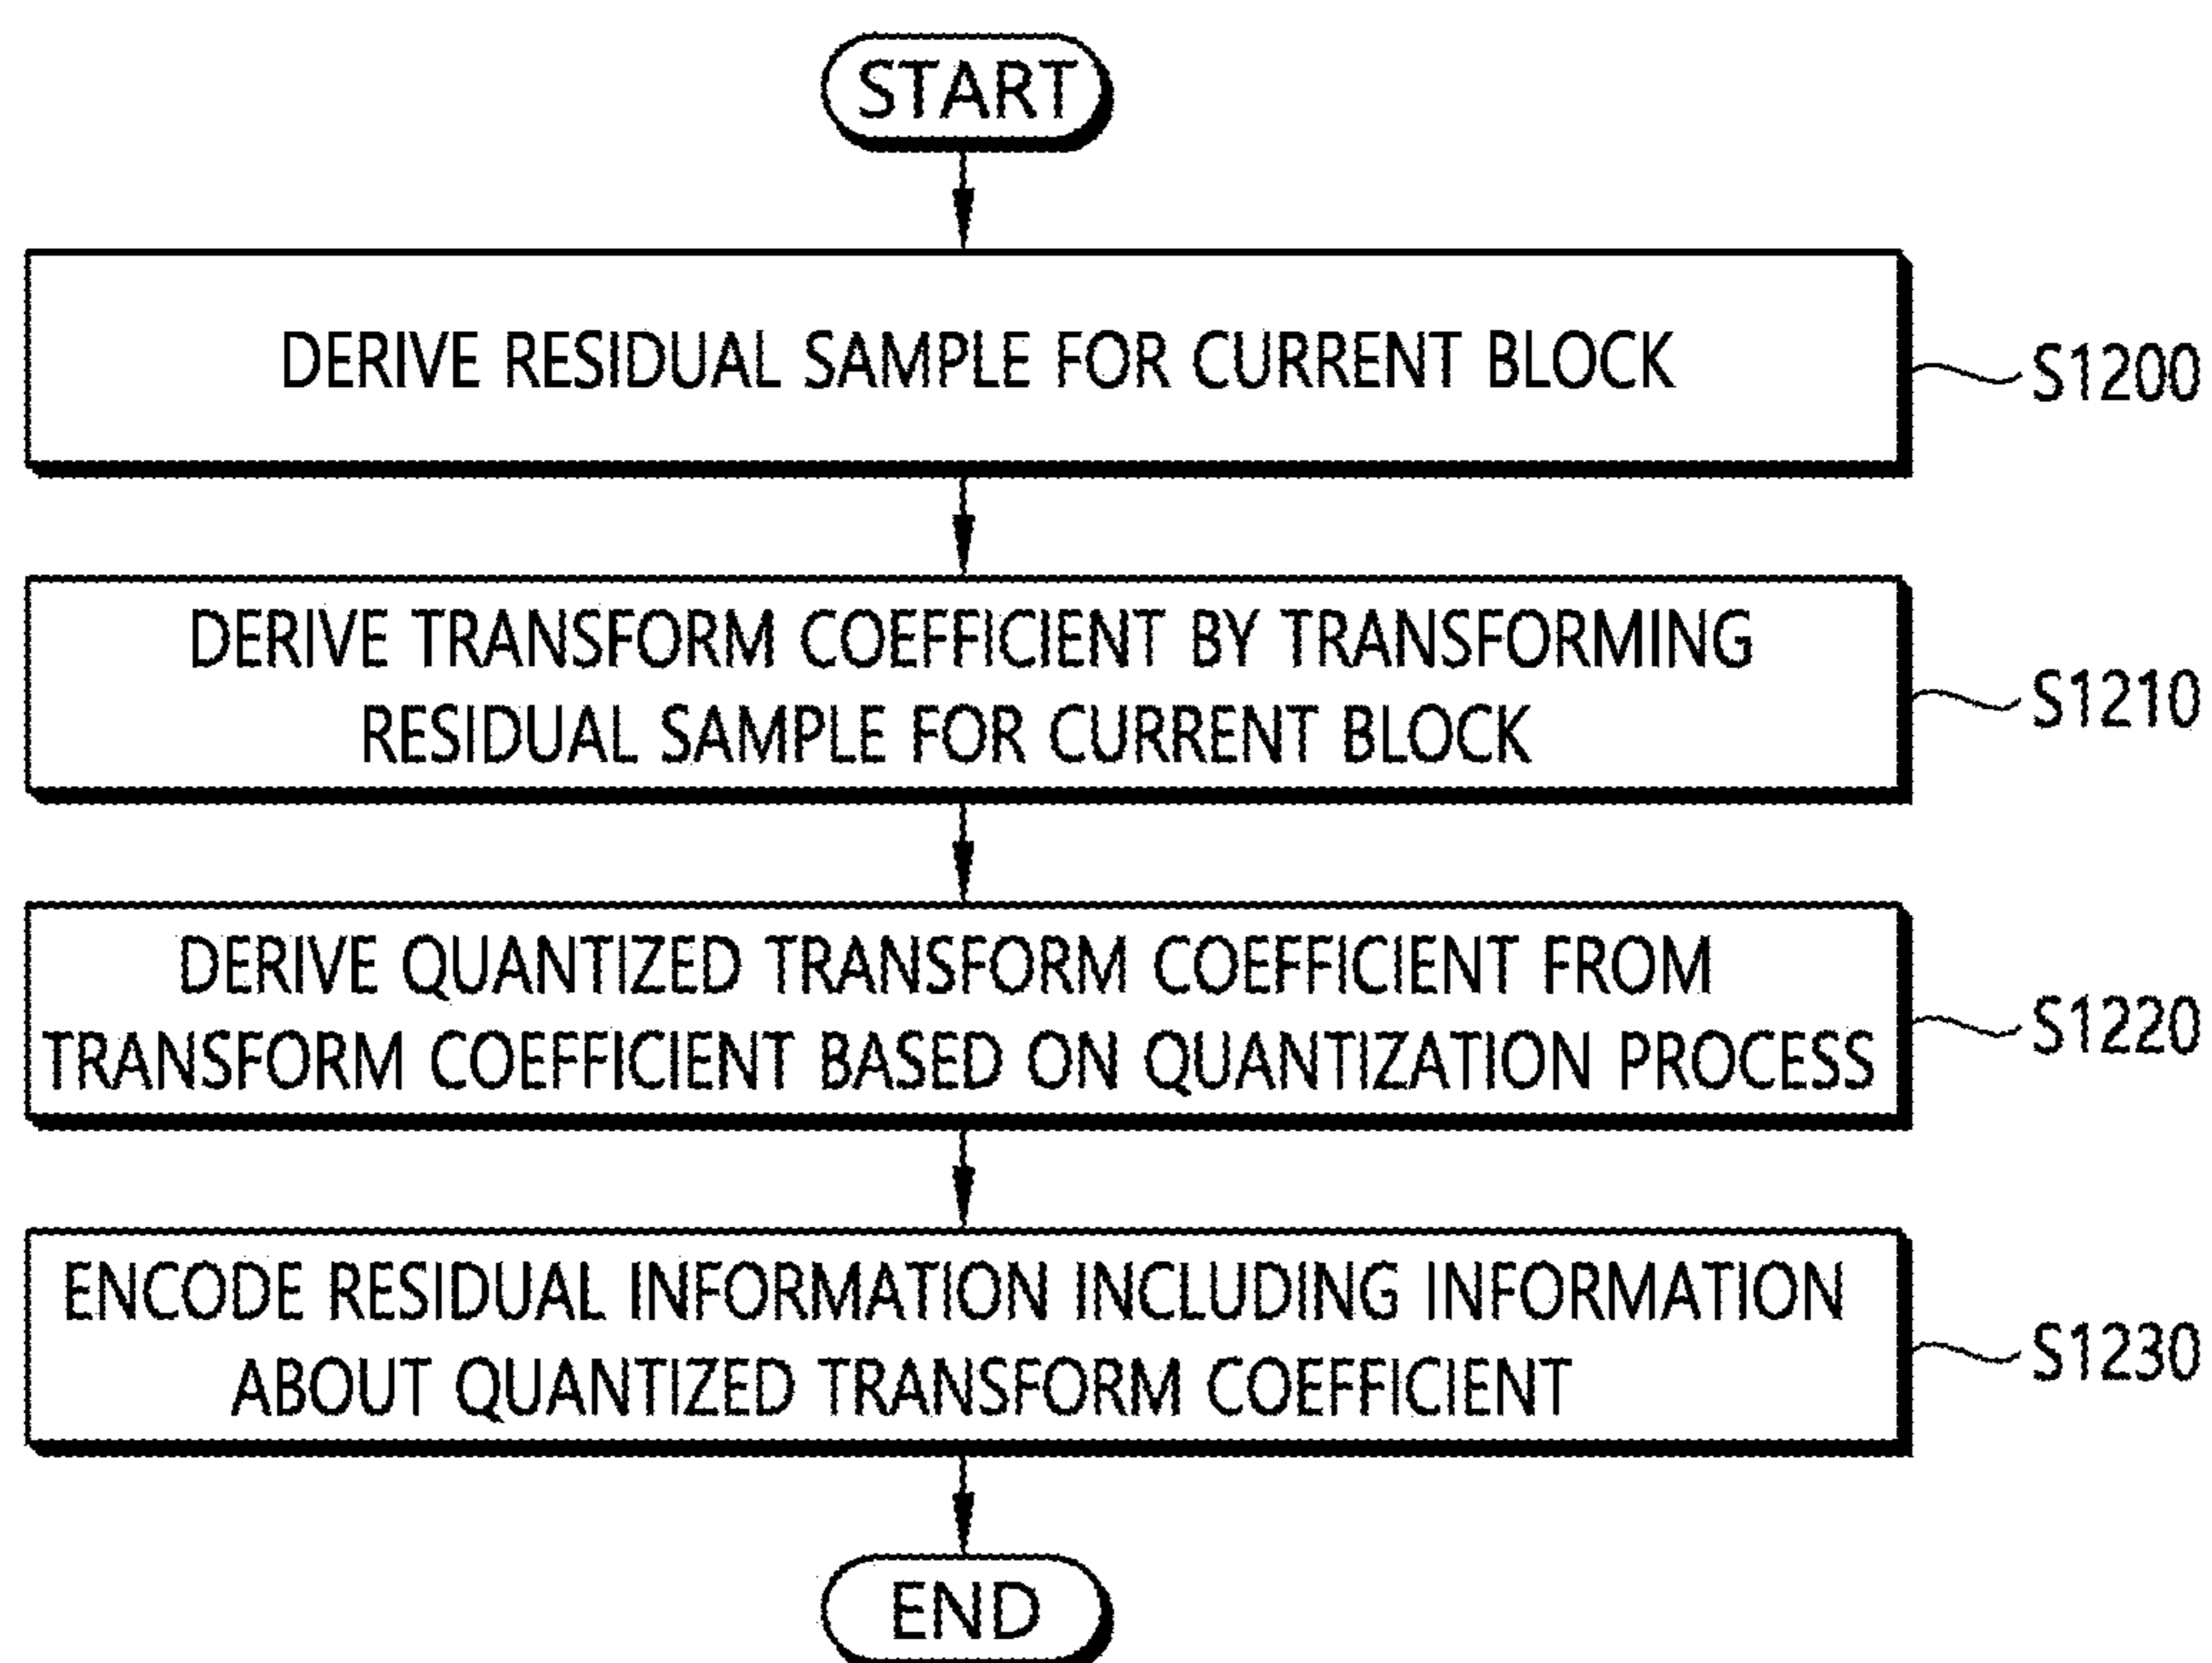 START
DERIVE RESIDUAL SAMPLE FOR CURRENT BLOCK
S1200
DERIVE TRANSFORM COEFFICIENT BY TRANSFORMING
RESIDUAL SAMPLE FOR CURRENT BLOCK
S1210
DERIVE QUANTIZED TRANSFORM COEFFICIENT FROM
TRANSFORM COEFFICIENT BASED ON QUANTIZATION PROCESS
S1220
ENCODE RESIDUAL INFORMATION INCLUDING INFORMATION
ABOUT QUANTIZED TRANSFORM COEFFICIENT
S1230
END